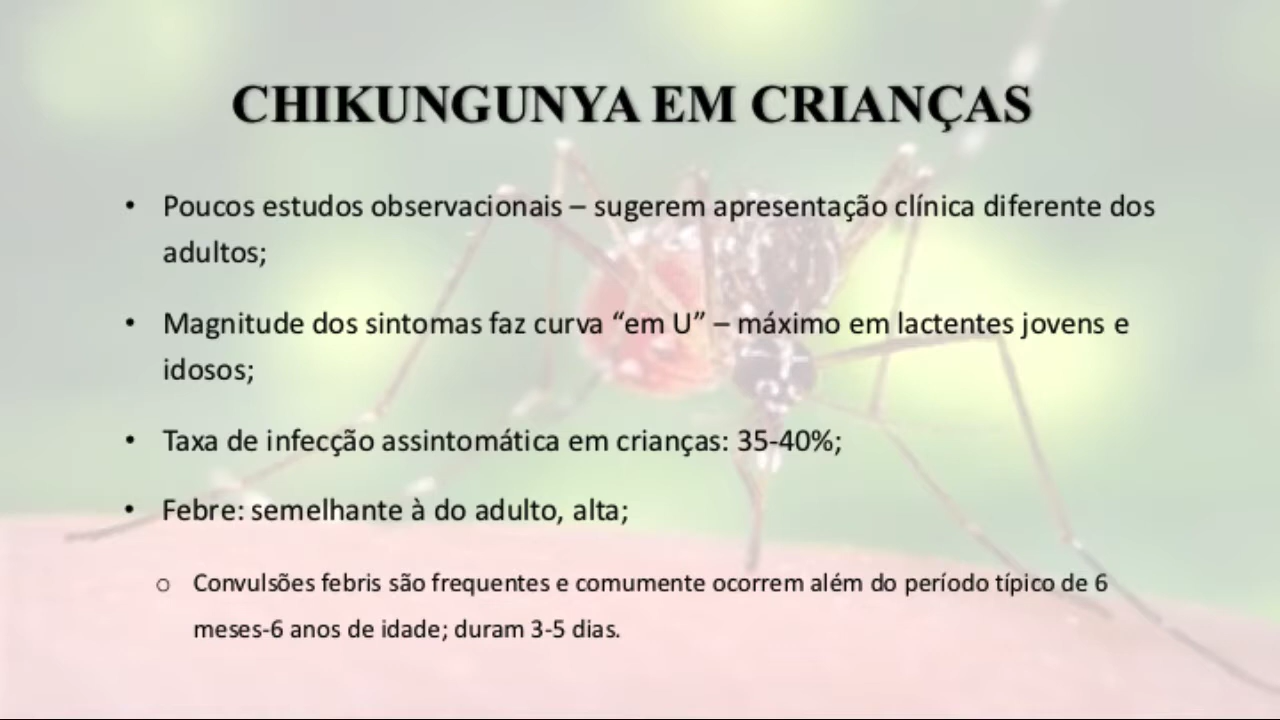 CHIKUNGUNYA EM CRIANÇAS
• Poucos estudos observacionais – sugerem apresentação clínica diferente dos
adultos;
• Magnitude dos sintomas faz curva “em U” – máximo em lactentes jovens e
idosos;
• Taxa de infecção assintomática em crianças: 35-40%;
• Febre: semelhante à do adulto, alta;
o Convulsões febris são frequentes e comumente ocorrem além do período típico de 6
meses-6 anos de idade; duram 3-5 dias.